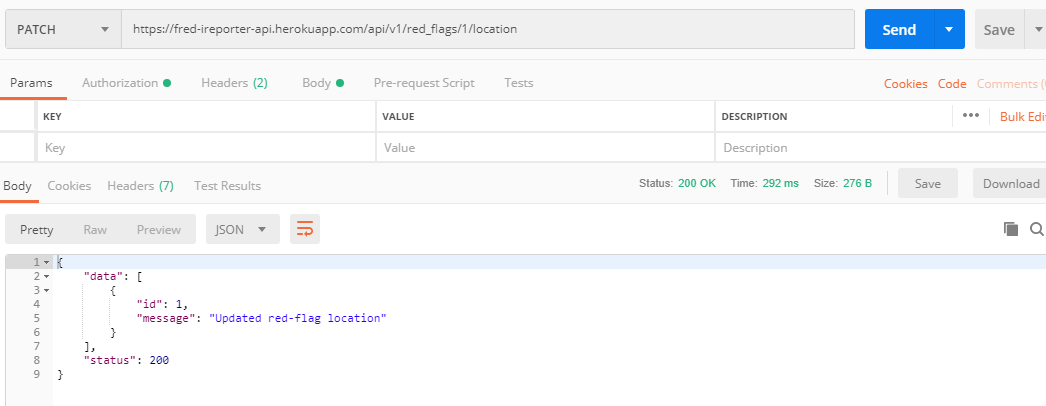 PATCH https://fred-ireporter-api.herokuapp.com/api/v1/red_flags/1/location Send Save
Params Authorization Headers (2) Body Pre-request Script Tests Cookies Code Comments (
KEY VALUE DESCRIPTION ••• Bulk Edi
Key Value Description
Body Cookies Headers (7) Test Results Status: 200 OK Time: 292 ms Size: 276 B Save Download
Pretty Raw Preview JSON
1 {
2 "data": [
3 {
4 "id": 1,
5 "message": "Updated red-flag location"
6 }
7 ],
8 "status": 200
9 }